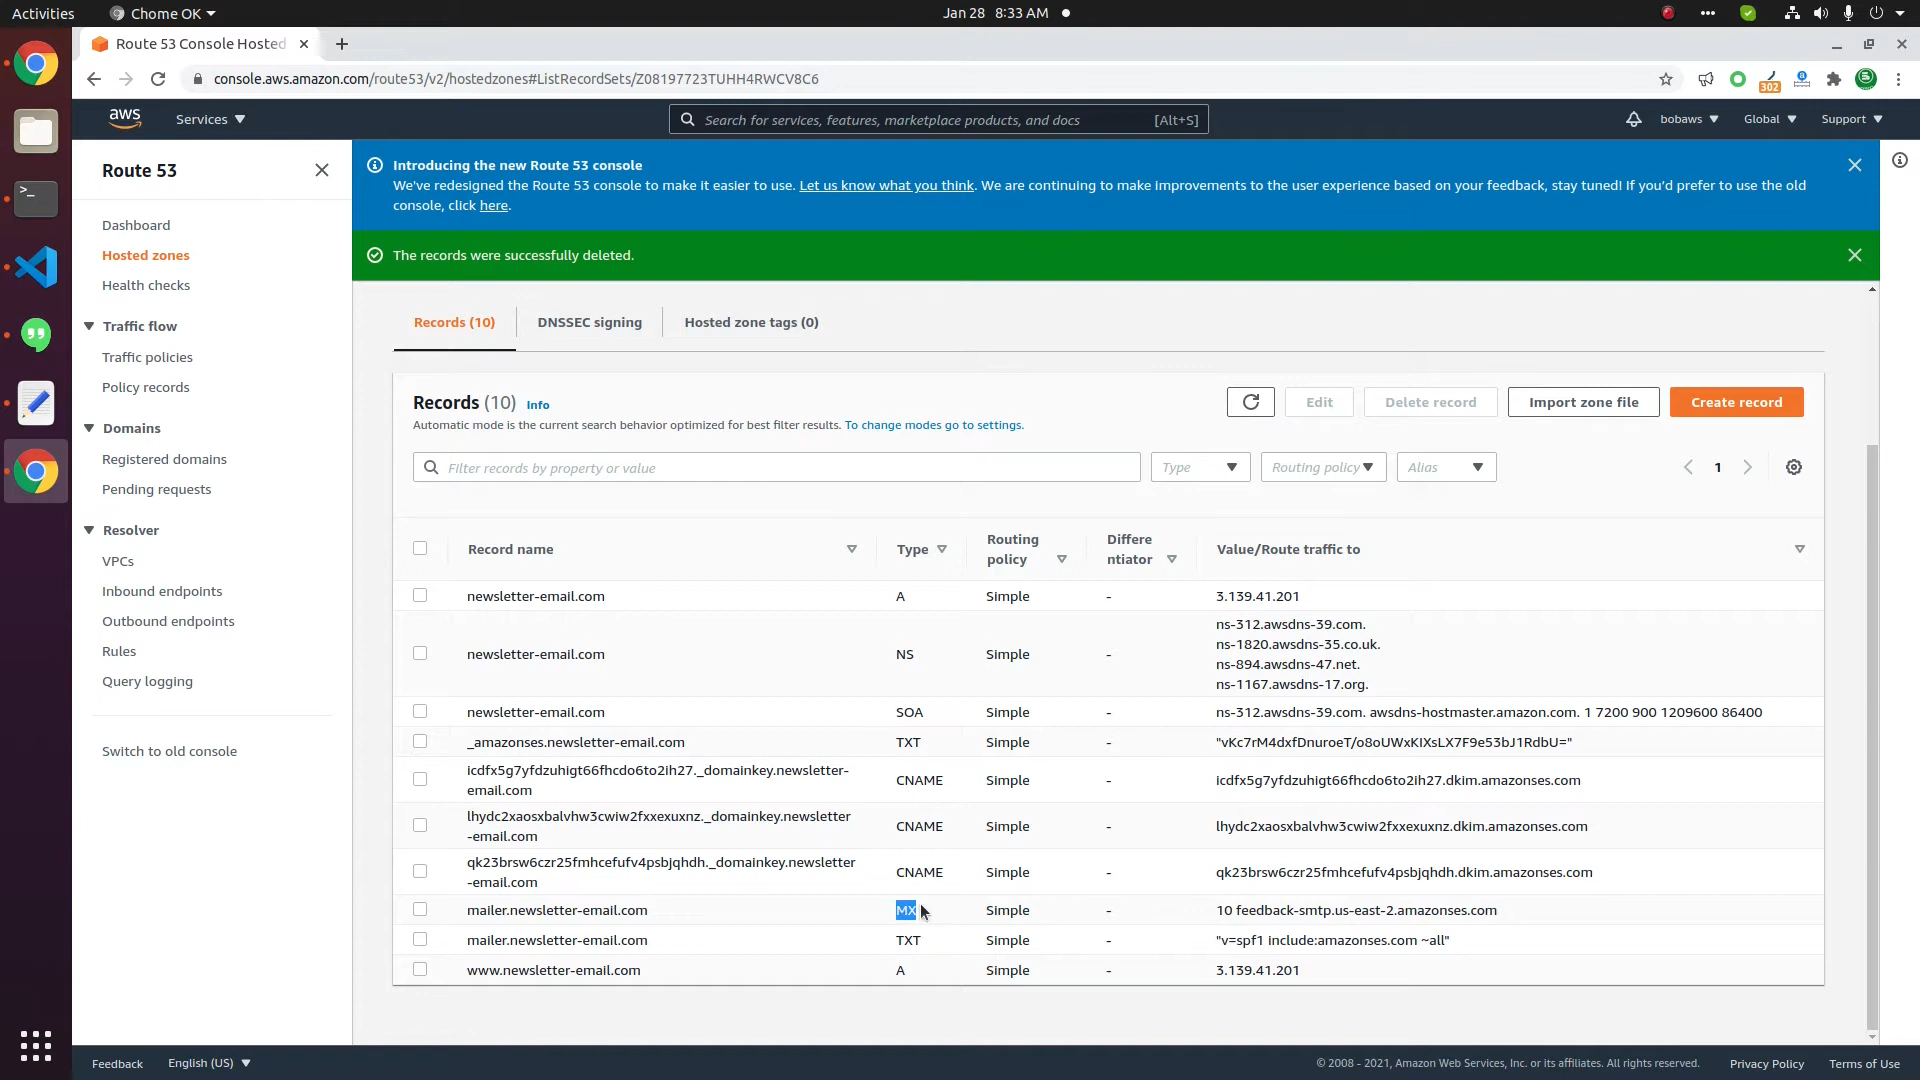 Activities
Chome OK
Jan 28 8:33 AM
Route 53 Console Hosted
console.aws.amazon.com/route53/v2/hostedzones#ListRecordSets/Z08197723TUHH4RWCV8C6
302
aws
Services
Search for services, features, marketplace products, and docs
[Alt+S]
bobaws
Global
Support
Route 53
Dashboard
Hosted zones
Health checks
Traffic flow
Traffic policies
Policy records
Domains
Registered domains
Pending requests
Resolver
VPCs
Inbound endpoints
Outbound endpoints
Rules
Query logging
Switch to old console
Introducing the new Route 53 console
We've redesigned the Route 53 console to make it easier to use. Let us know what you think. We are continuing to make improvements to the user experience based on your feedback, stay tuned! If you'd prefer to use the old
console, click here.
The records were successfully deleted.
Records (10)
DNSSEC signing
Hosted zone tags (0)
Records (10) Info
Automatic mode is the current search behavior optimized for best filter results. To change modes go to settings.
Edit
Delete record
Import zone file
Create record
Filter records by property or value
Type
Routing policy
Alias
1
Record name
Type
Routing
policy
Differe
ntiator
Value/Route traffic to
newsletter-email.com A Simple - 3.139.41.201
newsletter-email.com NS Simple -
ns-312.awsdns-39.com.
ns-1820.awsdns-35.co.uk.
ns-894.awsdns-47.net.
ns-1167.awsdns-17.org.
newsletter-email.com SOA Simple - ns-312.awsdns-39.com. awsdns-hostmaster.amazon.com. 1 7200 900 1209600 86400
_amazonses.newsletter-email.com TXT Simple - "vKc7rM4dxfDnuroeT/o8oUWxKIXsLX7F9e53bJ1RdbU="
icdfx5g7yfdzuhigt66fhcdo6to2ih27._domainkey.newsletter-
email.com
CNAME Simple - icdfx5g7yfdzuhigt66fhcdo6to2ih27.dkim.amazonses.com
lhydc2xaosxbalvhw3cwiw2fxxexuxnz._domainkey.newsletter
-email.com
CNAME Simple - lhydc2xaosxbalvhw3cwiw2fxxexuxnz.dkim.amazonses.com
qk23brsw6czr25fmhcefufv4psbjqhdh._domainkey.newsletter
-email.com
CNAME Simple - qk23brsw6czr25fmhcefufv4psbjqhdh.dkim.amazonses.com
mailer.newsletter-email.com MX Simple - 10 feedback-smtp.us-east-2.amazonses.com
mailer.newsletter-email.com TXT Simple - "v=spf1 include:amazonses.com ~all"
www.newsletter-email.com A Simple - 3.139.41.201
Feedback
English (US)
© 2008 - 2021, Amazon Web Services, Inc. or its affiliates. All rights reserved.
Privacy Policy
Terms of Use